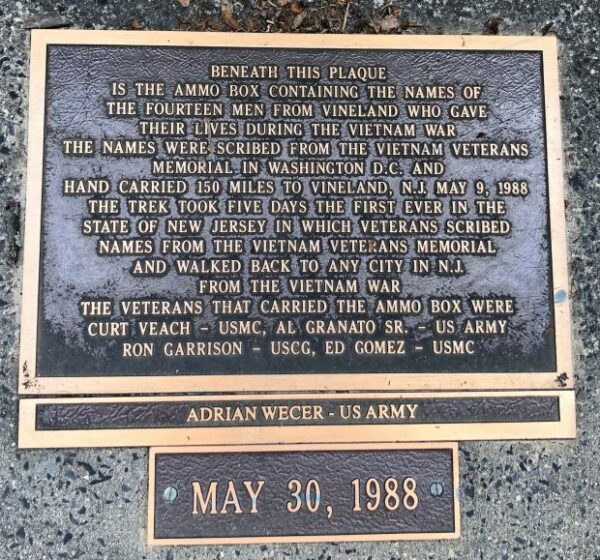 BENEATH THIS PLAQUE
IS THE AMMO BOX CONTAINING THE NAMES OF
THE FOURTEEN MEN FROM VINELAND WHO GAVE
THEIR LIVES DURING THE VIETNAM WAR
THE NAMES WERE SCRIBED FROM THE VIETNAM VETERANS
MEMORIAL IN WASHINGTON D.C. AND
HAND CARRIED 150 MILES TO VINELAND, N.J. MAY 9, 1988
THE TREK TOOK FIVE DAYS THE FIRST EVER IN THE
STATE OF NEW JERSEY IN WHICH VETERANS SCRIBED
NAMES FROM THE VIETNAM VETERANS MEMORIAL
AND WALKED BACK TO ANY CITY IN N.J.
FROM THE VIETNAM WAR
THE VETERANS THAT CARRIED THE AMMO BOX WERE
CURT VEACH - USMC, AL GRANATO SR. - US ARMY
RON GARRISON - USCG, ED GOMEZ - USMC
ADRIAN WECER - US ARMY
MAY 30, 1988